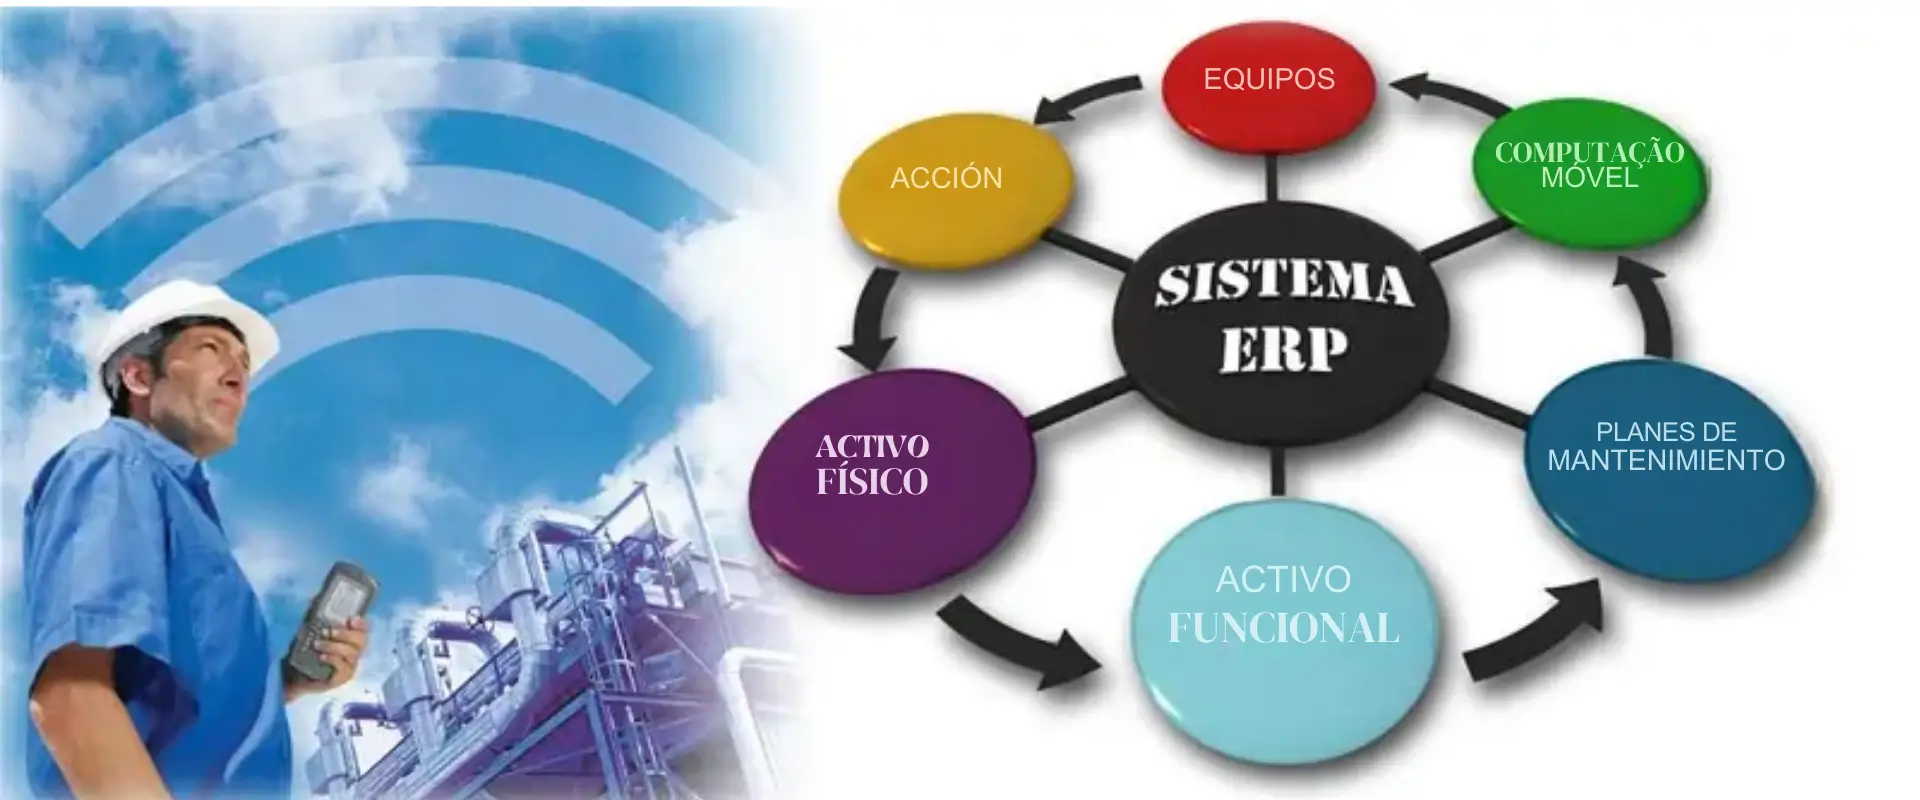 EQUIPOS
COMPUTAÇÃO
MÓVEL
ACCIÓN
SISTEMA
ERP
ACTIVO
FÍSICO
PLANES DE
MANTENIMIENTO
ACTIVO
FUNCIONAL